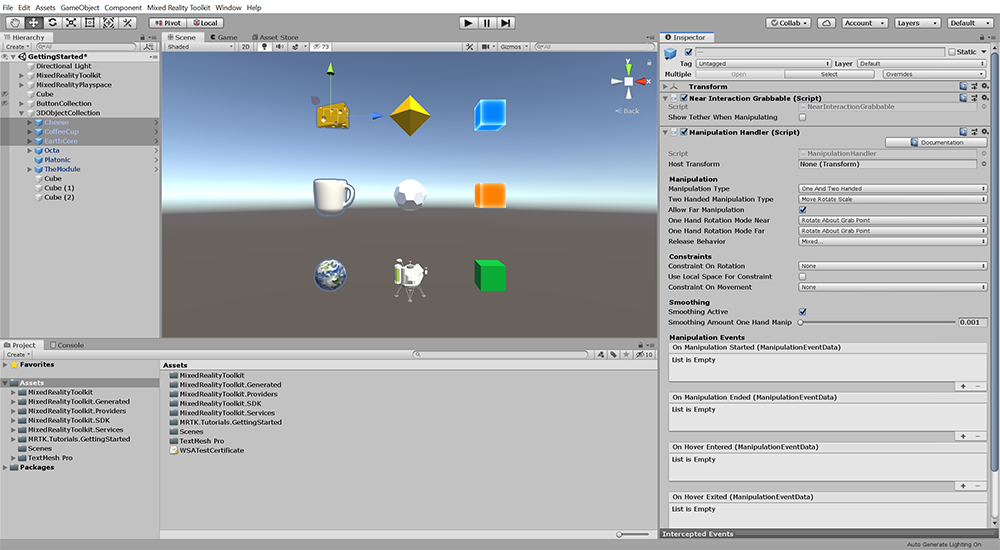 File Edit Assets GameObject Component Mixed Reality Toolkit Window Help
Pivot Local
Collab Account Layers Default
Hierarchy
Create All
GettingStarted*
Directional Light
MixedRealityToolkit
MixedRealityPlayspace
Cube
ButtonCollection
3DObjectCollection
Cheese
CoffeeCup
EarthCore
Octa
Platonic
TheModule
Cube
Cube (1)
Cube (2)
Scene Game Asset Store
Shaded 2D 73 Gizmos All
y
x
Back
Project Console
Create 10
Favorites
Assets
MixedRealityToolkit
MixedRealityToolkit.Generated
MixedRealityToolkit.Providers
MixedRealityToolkit.SDK
MixedRealityToolkit.Services
MRTK.Tutorials.GettingStarted
Scenes
TextMesh Pro
Packages
Assets
MixedRealityToolkit
MixedRealityToolkit.Generated
MixedRealityToolkit.Providers
MixedRealityToolkit.SDK
MixedRealityToolkit.Services
MRTK.Tutorials.GettingStarted
Scenes
TextMesh Pro
WSATestCertificate
Inspector
— Static
Tag Untagged Layer Default
Multiple Open Select Overrides
Transform
Near Interaction Grabbable (Script)
Script NearInteractionGrabbable
Show Tether When Manipulating
Manipulation Handler (Script)
Documentation
Script ManipulationHandler
Host Transform None (Transform)
Manipulation
Manipulation Type One And Two Handed
Two Handed Manipulation Type Move Rotate Scale
Allow Far Manipulation
One Hand Rotation Mode Near Rotate About Grab Point
One Hand Rotation Mode Far Rotate About Grab Point
Release Behavior Mixed...
Constraints
Constraint On Rotation None
Use Local Space For Constraint
Constraint On Movement None
Smoothing
Smoothing Active
Smoothing Amount One Hand Manip 0.001
Manipulation Events
On Manipulation Started (ManipulationEventData)
List is Empty
On Manipulation Ended (ManipulationEventData)
List is Empty
On Hover Entered (ManipulationEventData)
List is Empty
On Hover Exited (ManipulationEventData)
List is Empty
Intercepted Events
Auto Generate Lighting On